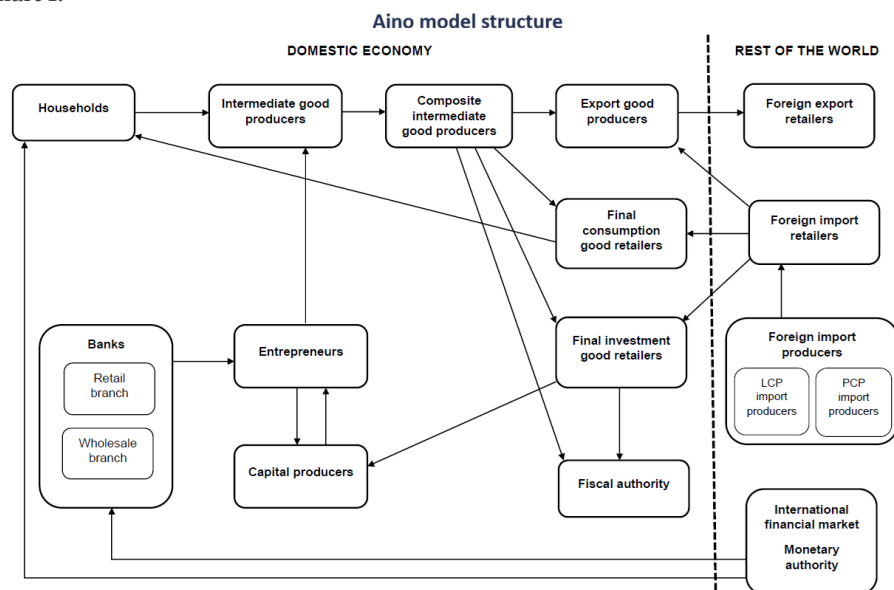 Aino model structure
DOMESTIC ECONOMY
REST OF THE WORLD
Households
Intermediate good
producers
Composite
intermediate
good producers
Export good
producers
Foreign export
retailers
Final
consumption
good retailers
Foreign import
retailers
Banks
Retail
branch
Wholesale
branch
Entrepreneurs
Final investment
good retailers
Foreign import
producers
LCP
import
producers
PCP
import
producers
Capital producers
Fiscal authority
International
financial market
Monetary
authority